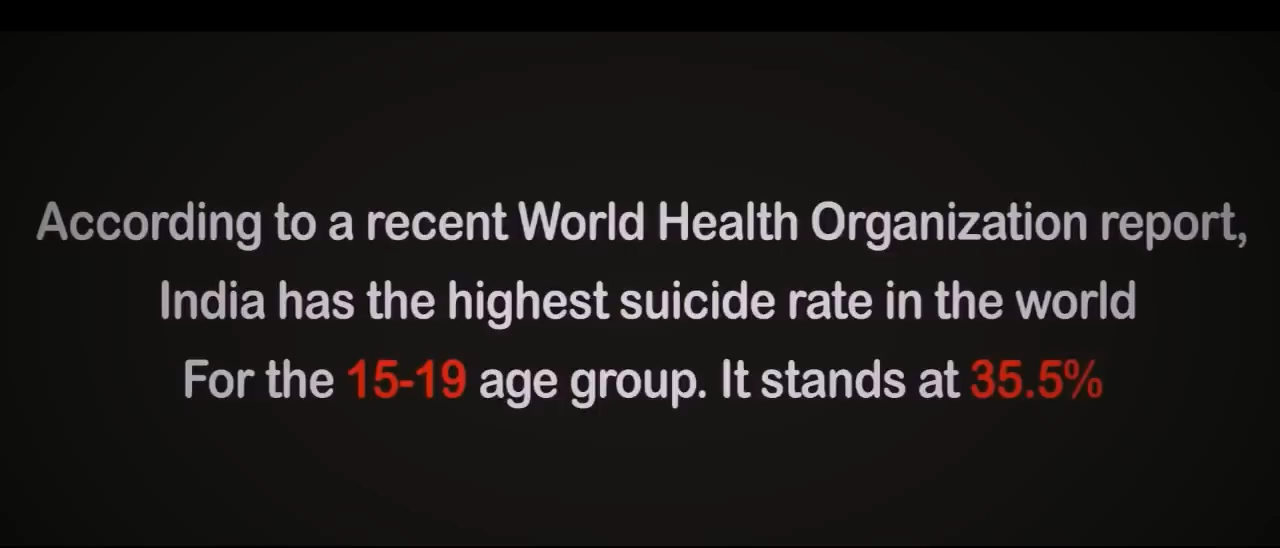 According to a recent World Health Organization report,
India has the highest suicide rate in the world
For the 15-19 age group. It stands at 35.5%